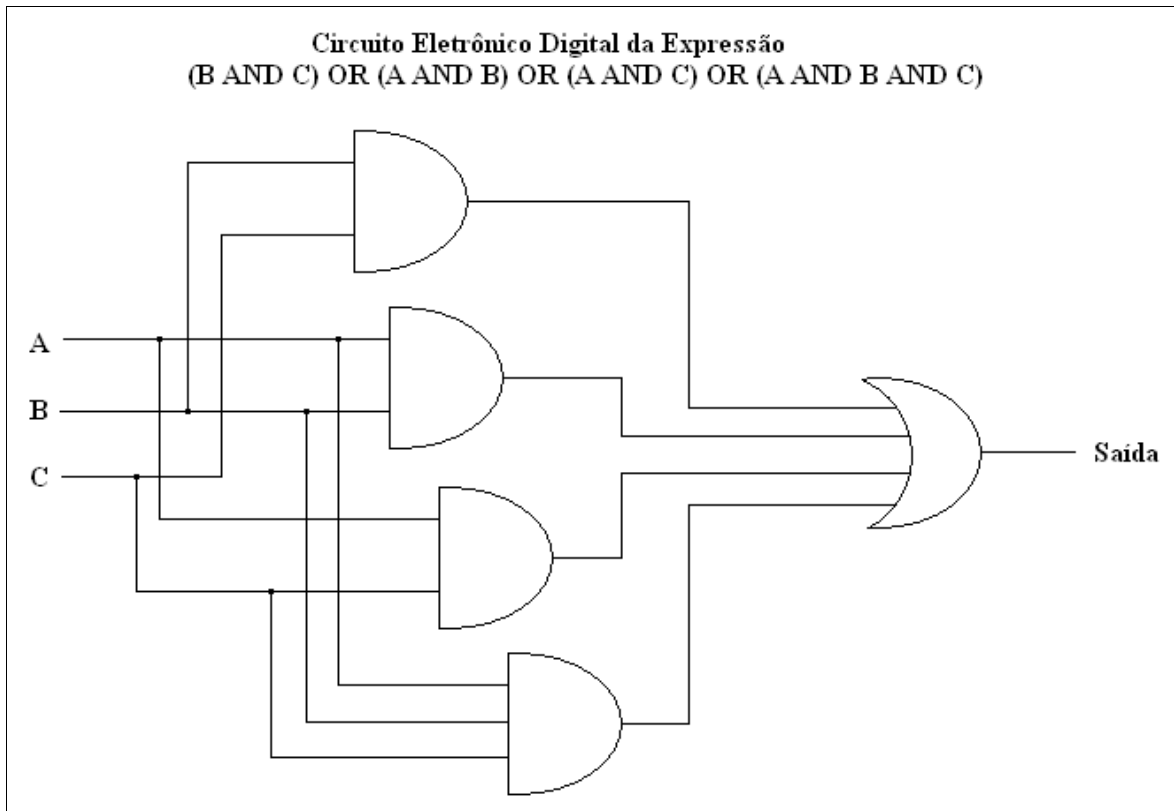 Circuito Eletrônico Digital da Expressão
(B AND C) OR (A AND B) OR (A AND C) OR (A AND B AND C)
A
B
C
Saída